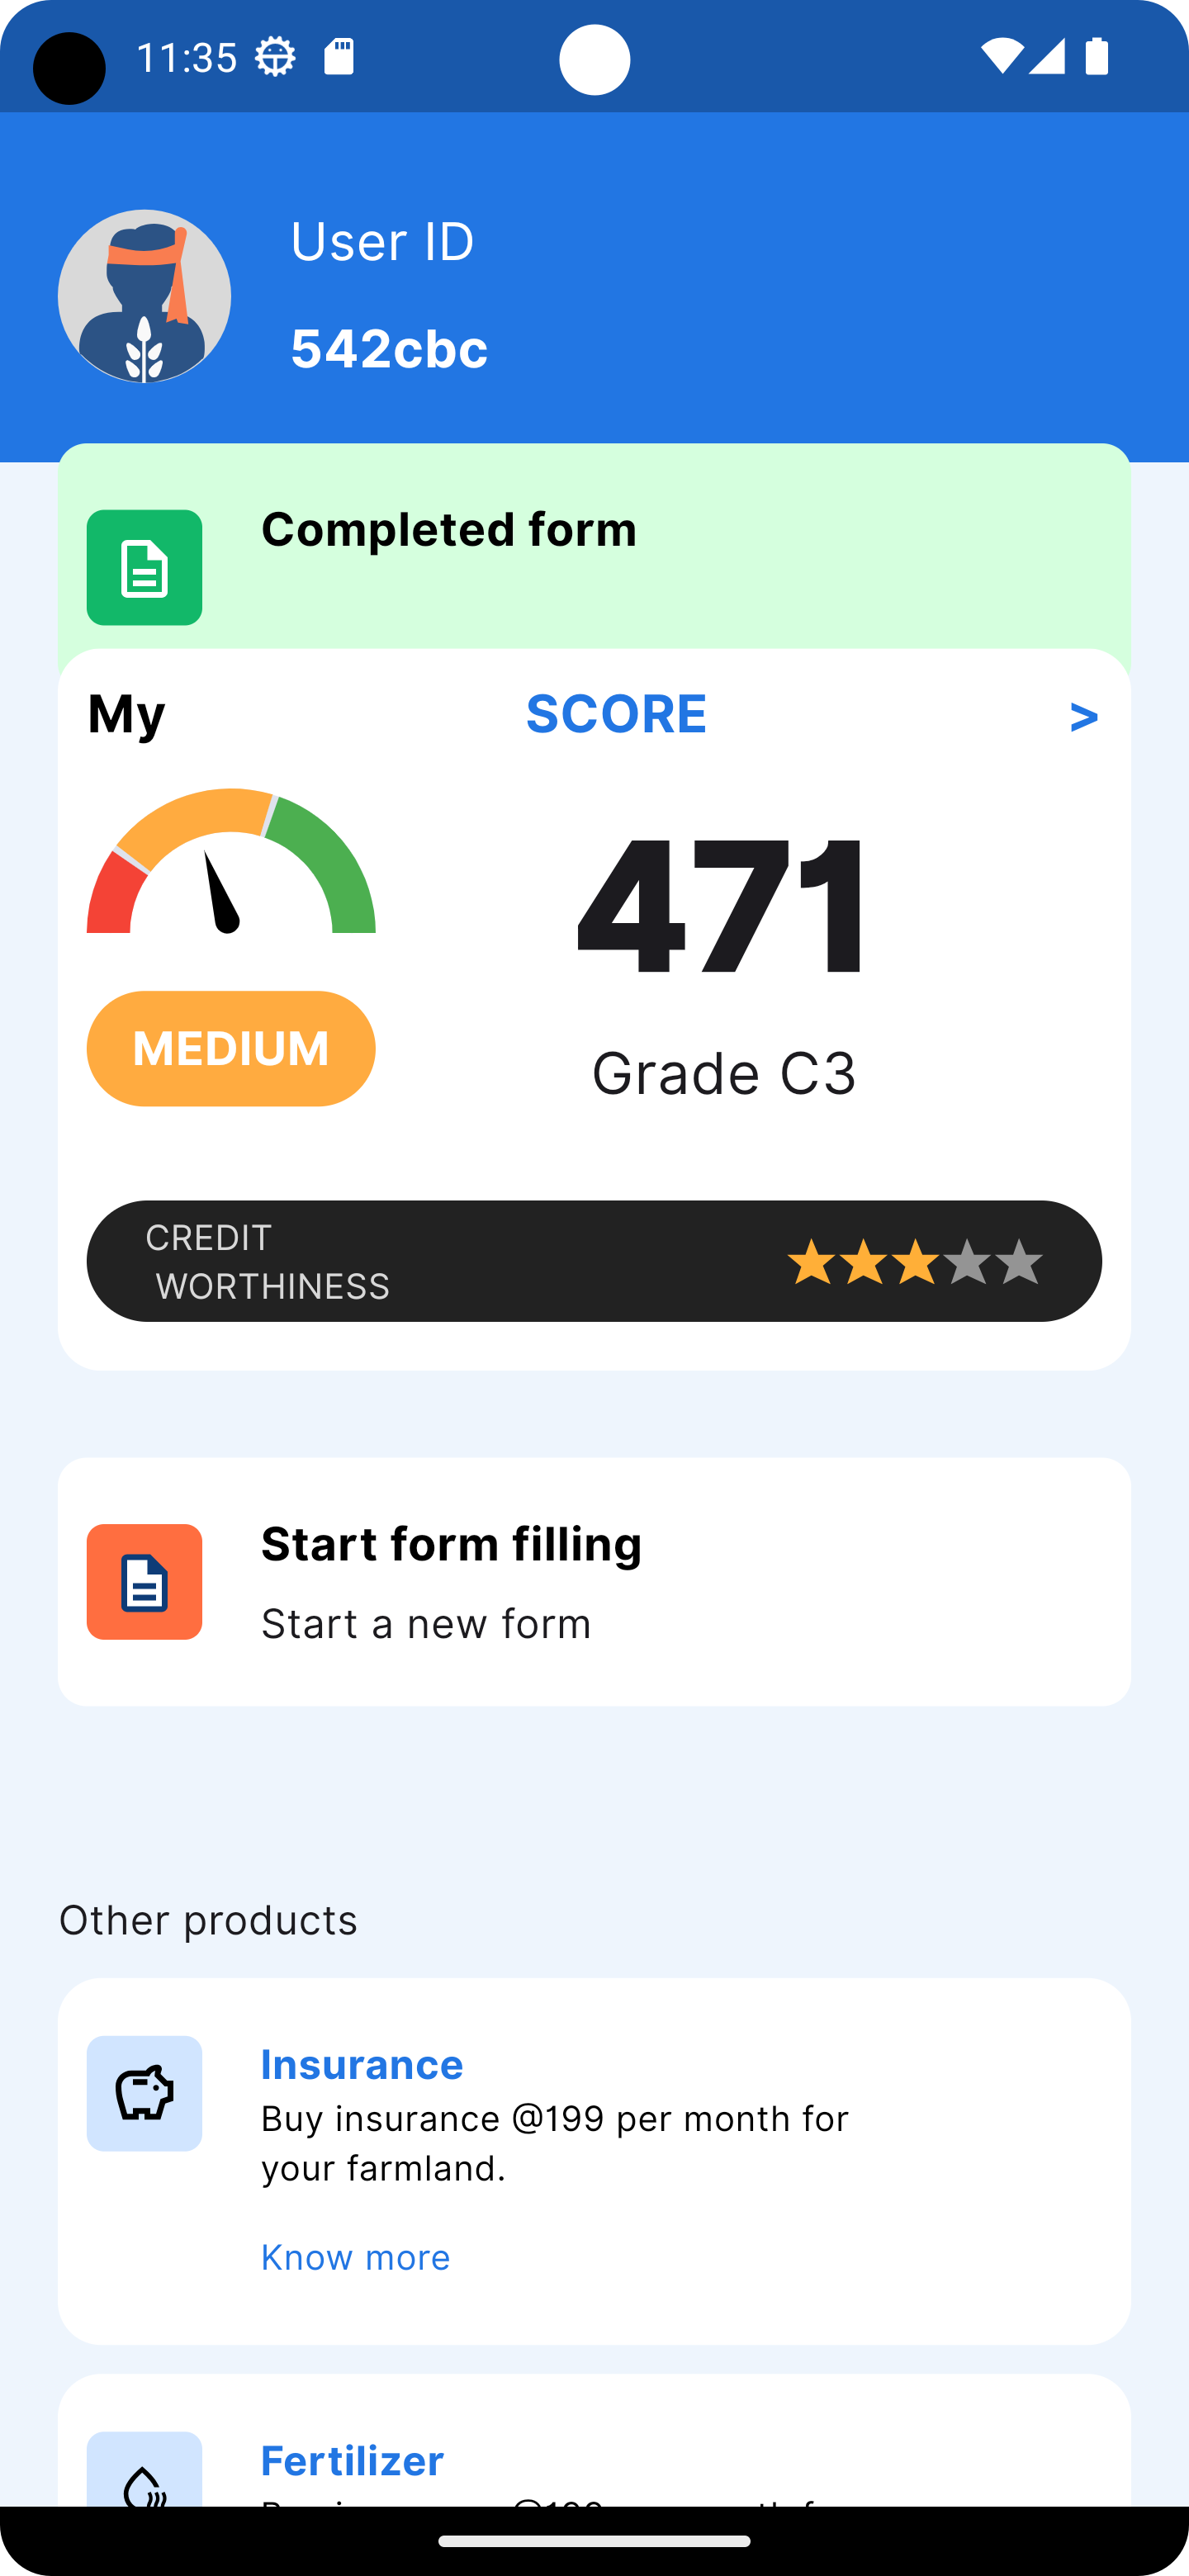 11:35
User ID
542cbc
Completed form
My SCORE >
471
MEDIUM
Grade C3
CREDIT
WORTHINESS
Start form filling
Start a new form
Other products
Insurance
Buy insurance @199 per month for
your farmland.
Know more
Fertilizer